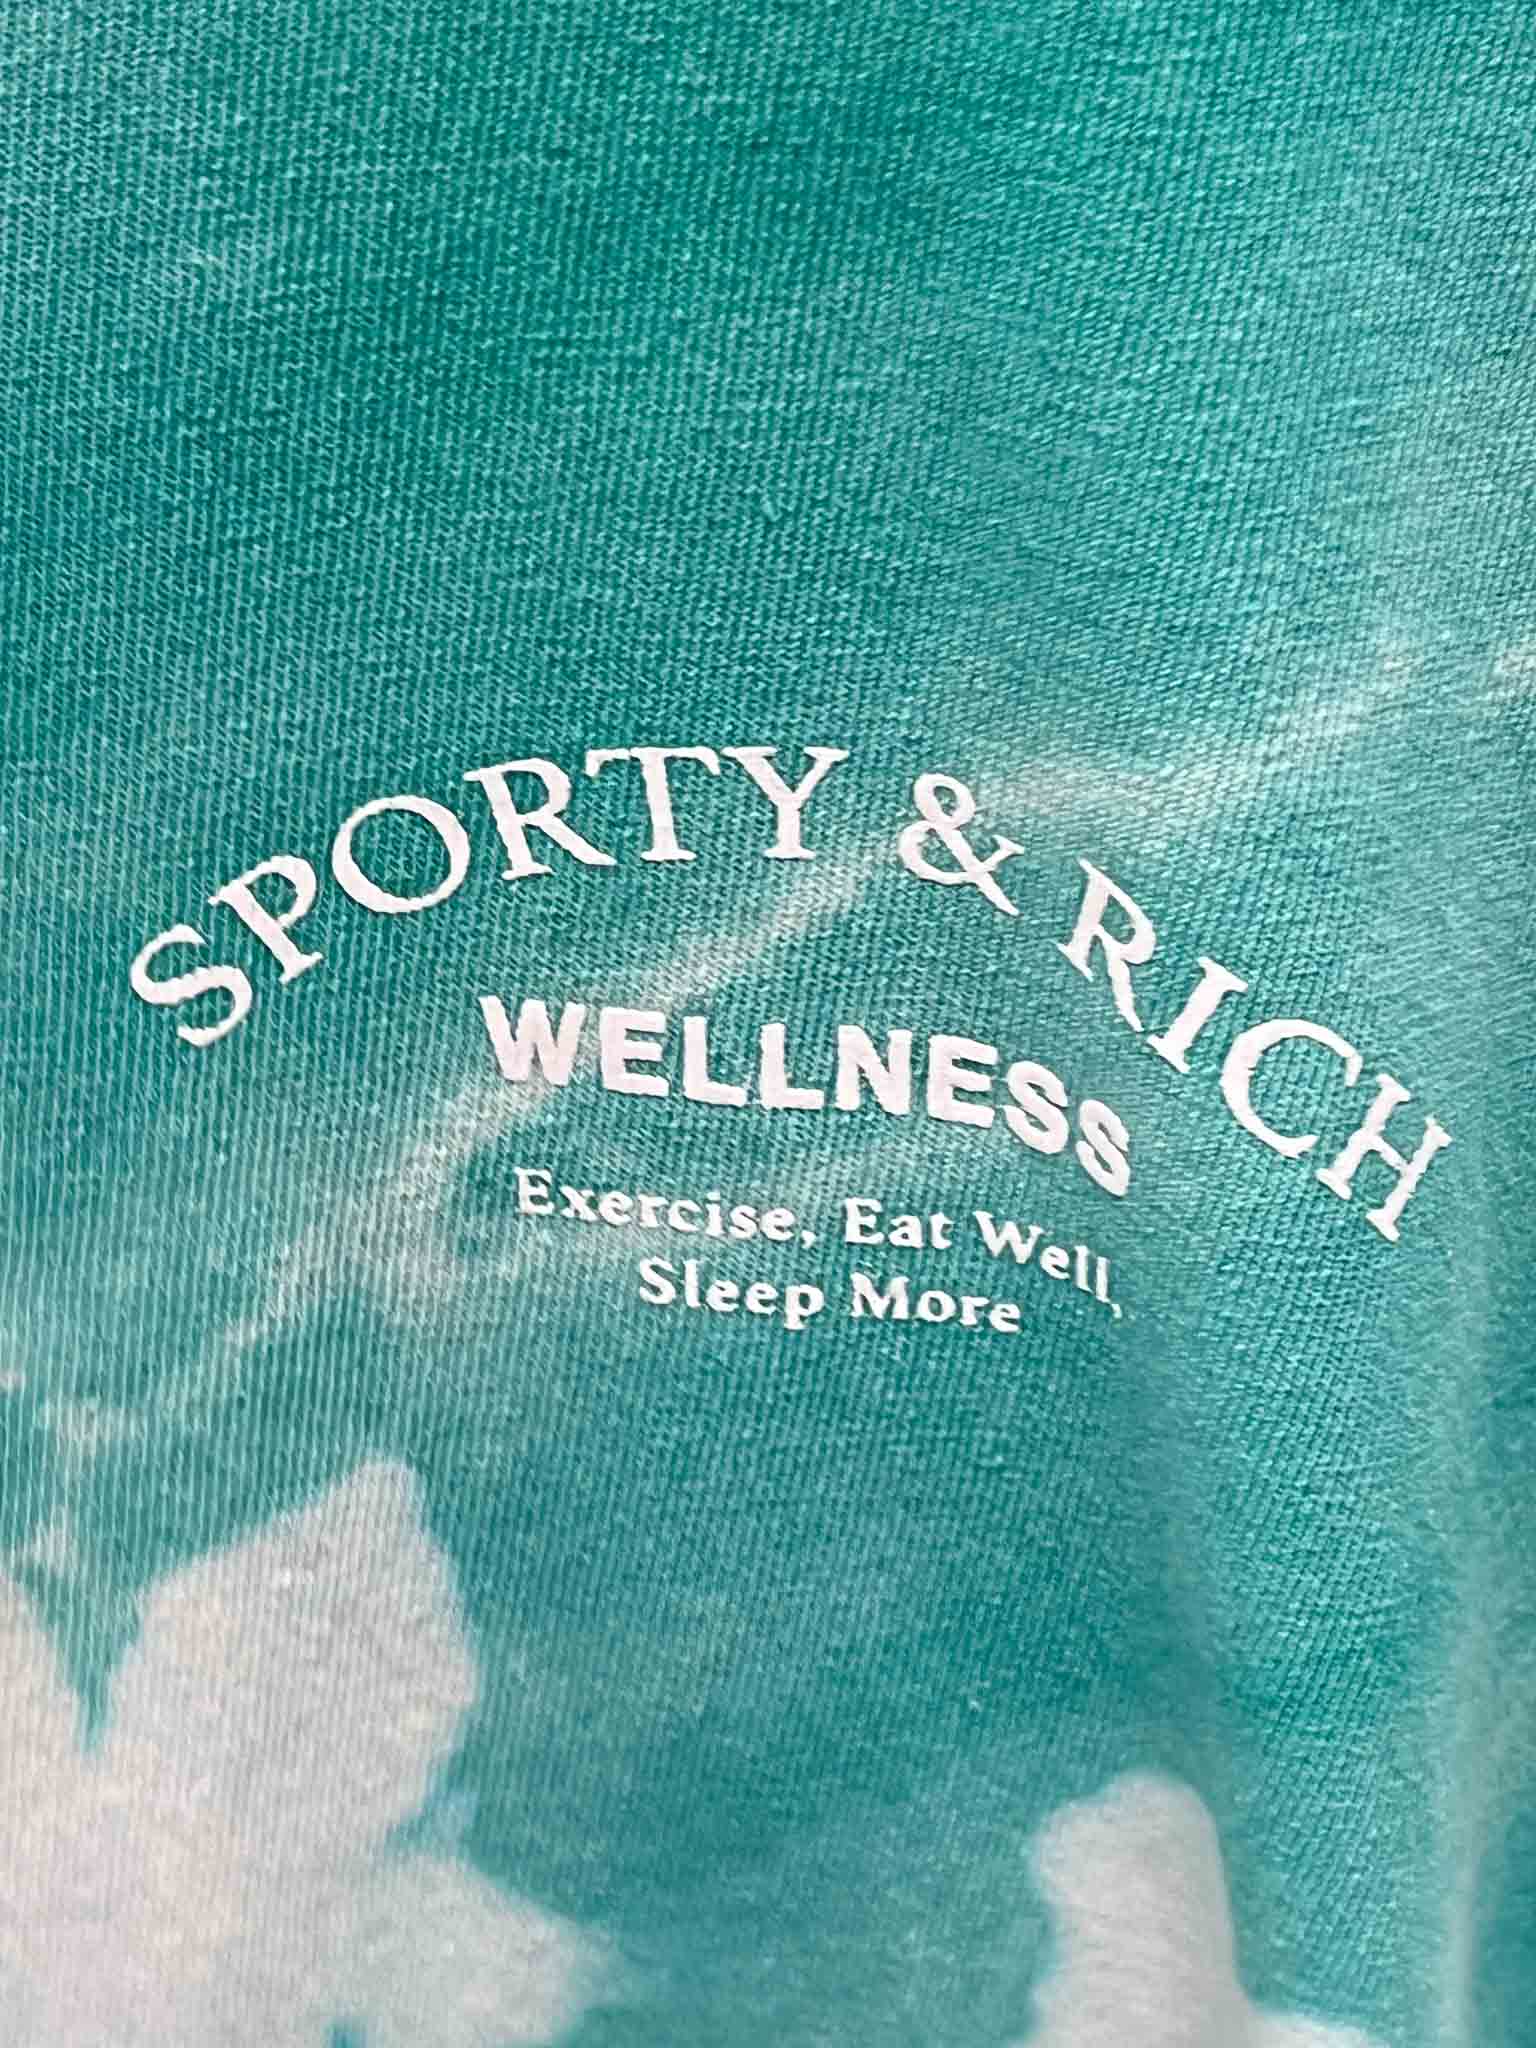 SPORTY & RICH
WELLNESS
Exercise, Eat Well,
Sleep More